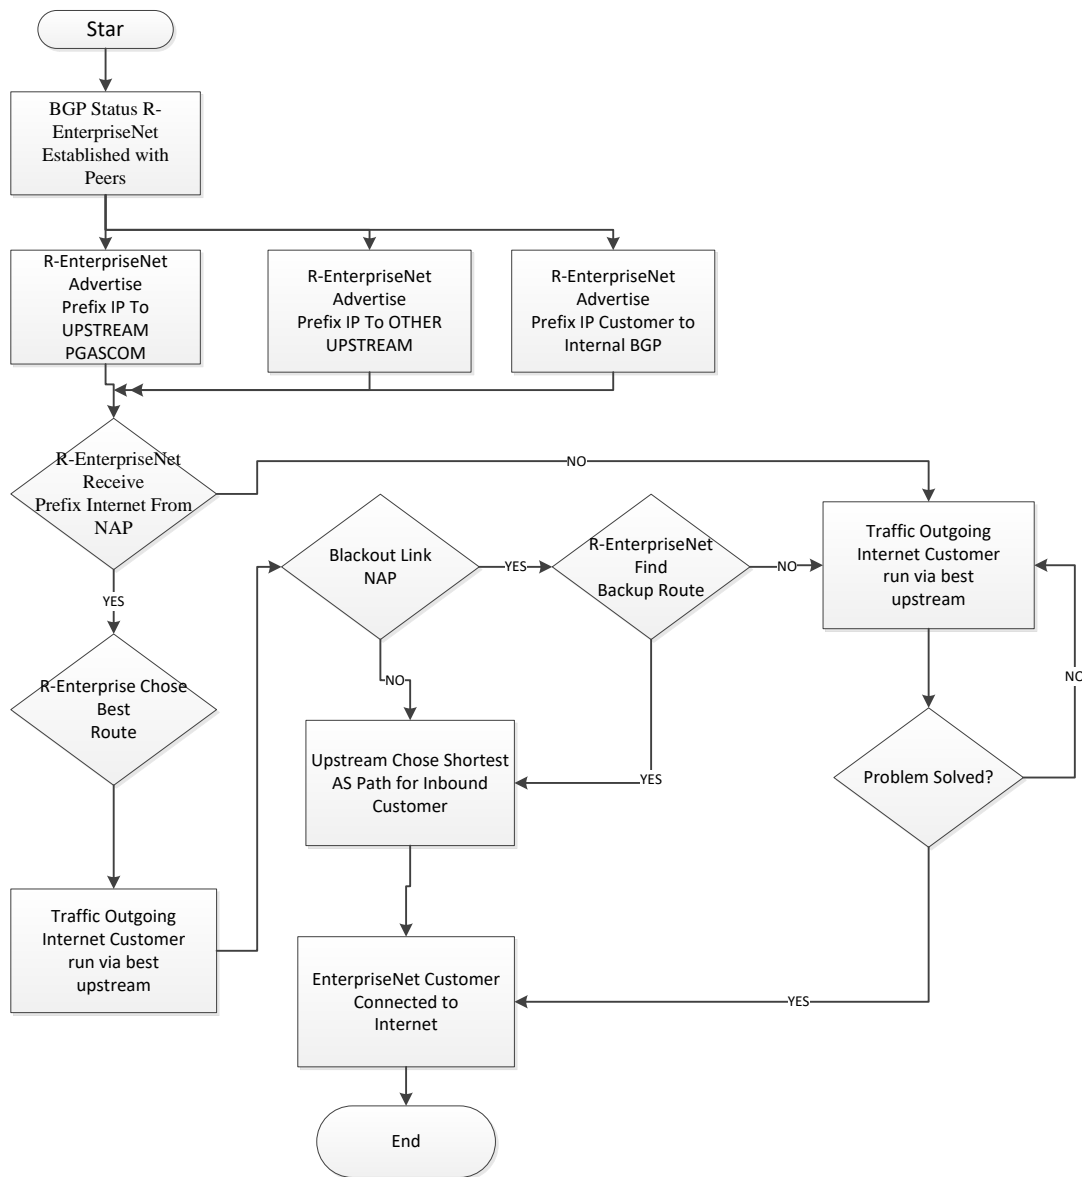 Star
BGP Status R-
EnterpriseNet
Established with
Peers
R-EnterpriseNet
Advertise
Prefix IP To
UPSTREAM
PGASCOM
R-EnterpriseNet
Advertise
Prefix IP To OTHER
UPSTREAM
R-EnterpriseNet
Advertise
Prefix IP Customer to
Internal BGP
R-EnterpriseNet
Receive
Prefix Internet From
NAP
NO
YES
Blackout Link
NAP
YES
R-EnterpriseNet
Find
Backup Route
NO
Traffic Outgoing
Internet Customer
run via best
upstream
R-Enterprise Chose
Best
Route
NO
YES
NO
Upstream Chose Shortest
AS Path for Inbound
Customer
Problem Solved?
Traffic Outgoing
Internet Customer
run via best
upstream
EnterpriseNet Customer
Connected to
Internet
YES
End